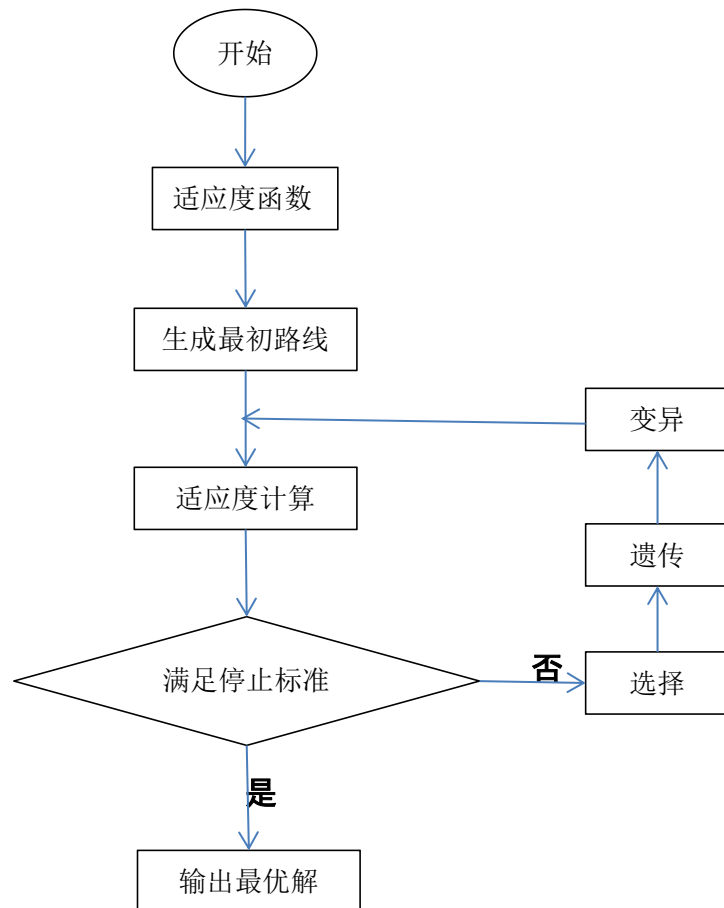 开始
适应度函数
生成最初路线
变异
适应度计算
遗传
满足停止标准
否
选择
是
输出最优解